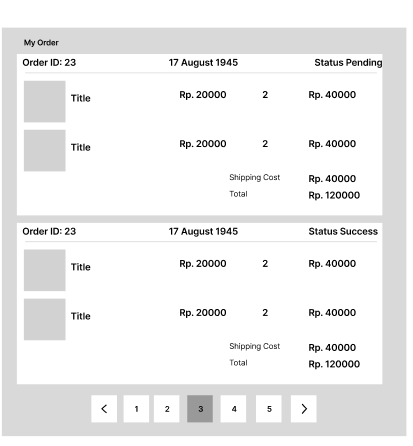 My Order
Order ID: 23 17 August 1945 Status Pending
Title Rp. 20000 2 Rp. 40000
Title Rp. 20000 2 Rp. 40000
Shipping Cost Rp. 40000
Total Rp. 120000
Order ID: 23 17 August 1945 Status Success
Title Rp. 20000 2 Rp. 40000
Title Rp. 20000 2 Rp. 40000
Shipping Cost Rp. 40000
Total Rp. 120000
< 1 2 3 4 5 >